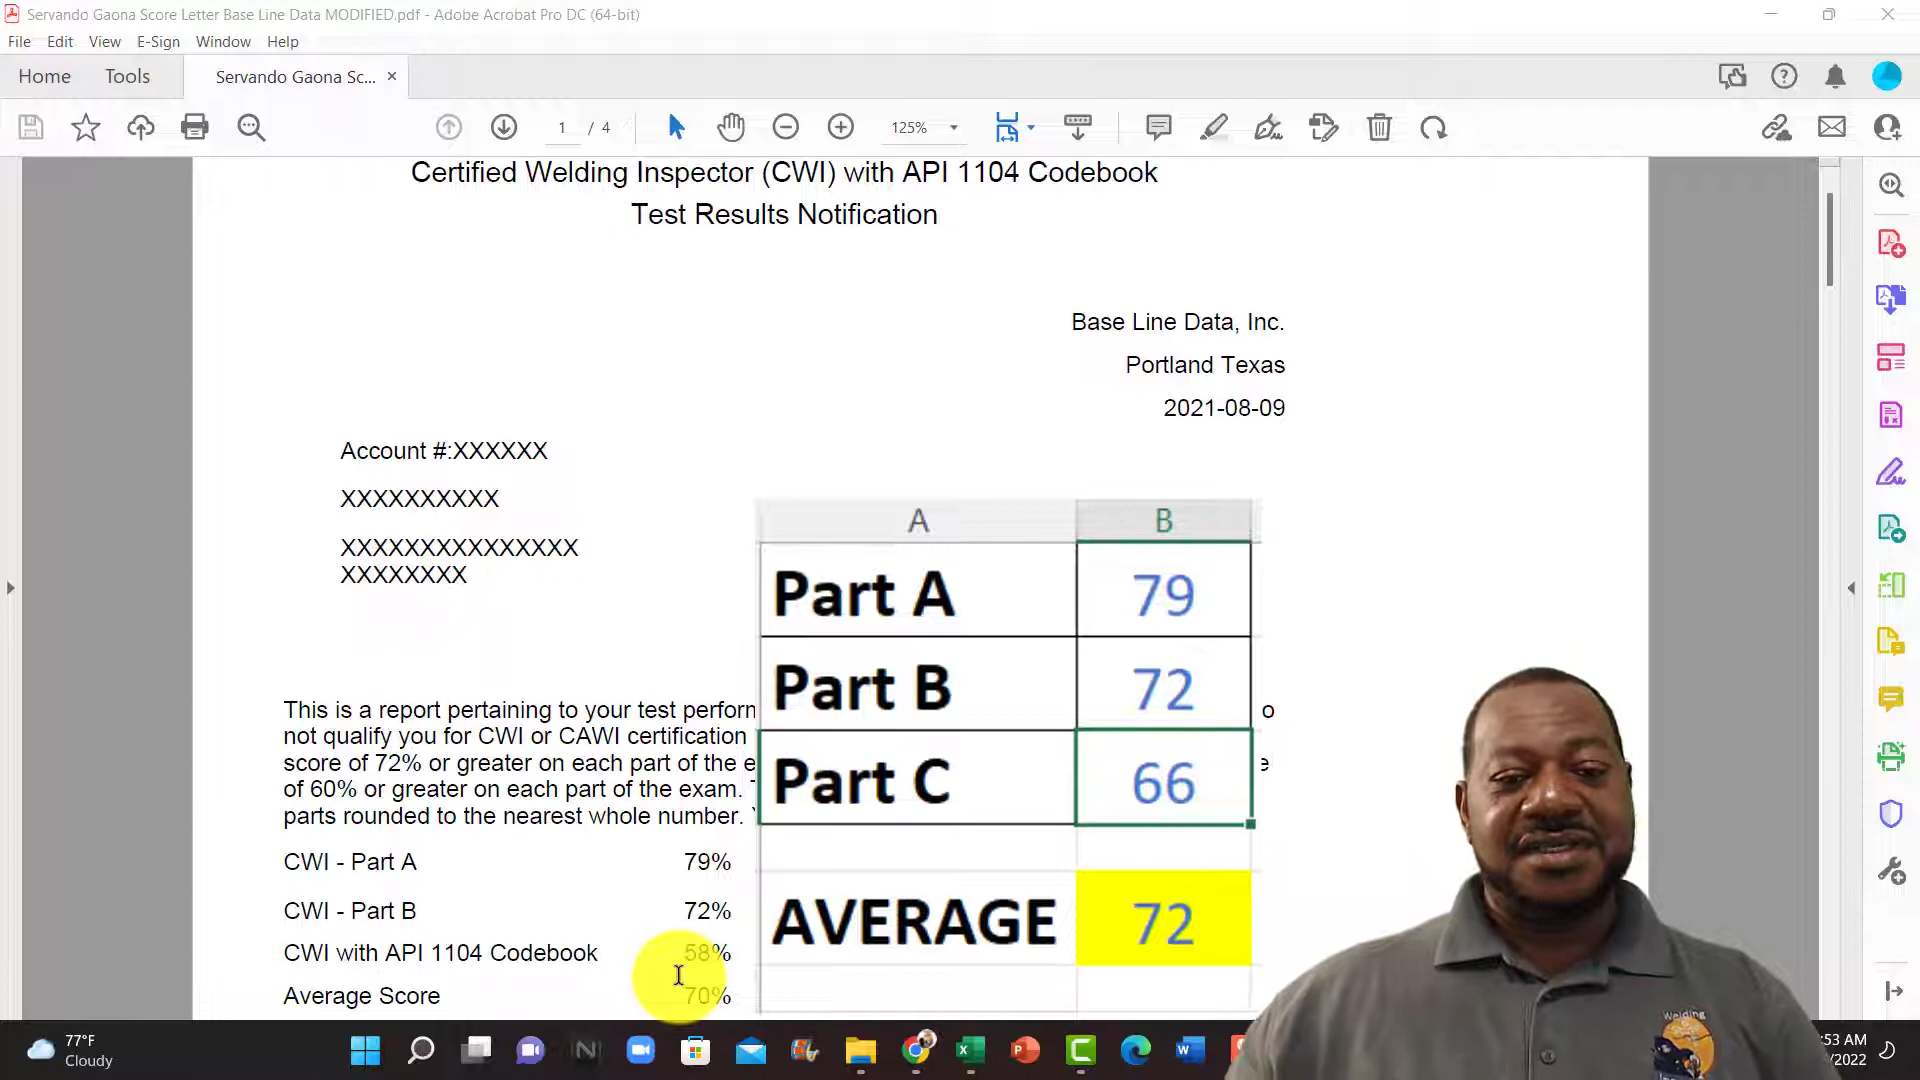 Servando Gaona Score Letter Base Line Data MODIFIED.pdf - Adobe Acrobat Pro DC (64-bit)
File Edit View E-Sign Window Help
Home Tools Servando Gaona Sc... ×
1 / 4 125%
Certified Welding Inspector (CWI) with API 1104 Codebook
Test Results Notification
Base Line Data, Inc.
Portland Texas
2021-08-09
Account #:XXXXXX
XXXXXXXXXX
XXXXXXXXXXXXXXX
XXXXXXXX
This is a report pertaining to your test perform o
not qualify you for CWI or CAWI certification
score of 72% or greater on each part of the e e
of 60% or greater on each part of the exam.
parts rounded to the nearest whole number.
CWI - Part A 79%
CWI - Part B 72%
CWI with API 1104 Codebook 58%
Average Score 70%
A B
Part A 79
Part B 72
Part C 66
AVERAGE 72
Welding
77°F
Cloudy
:53 AM
/2022